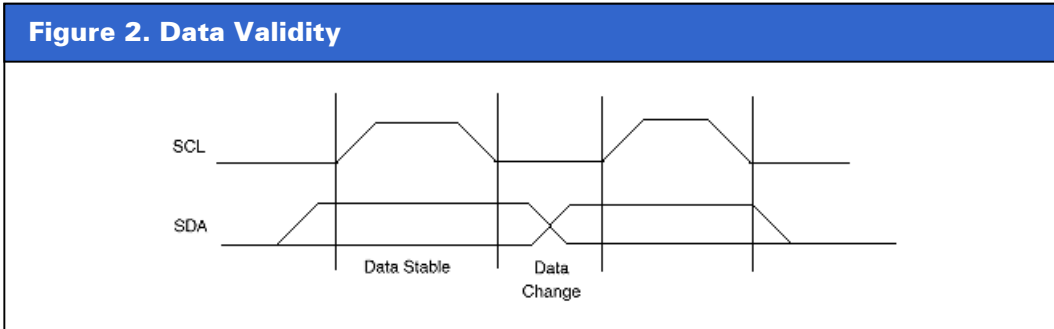 Figure 2. Data Validity
SCL
SDA
Data Stable
Data
Change